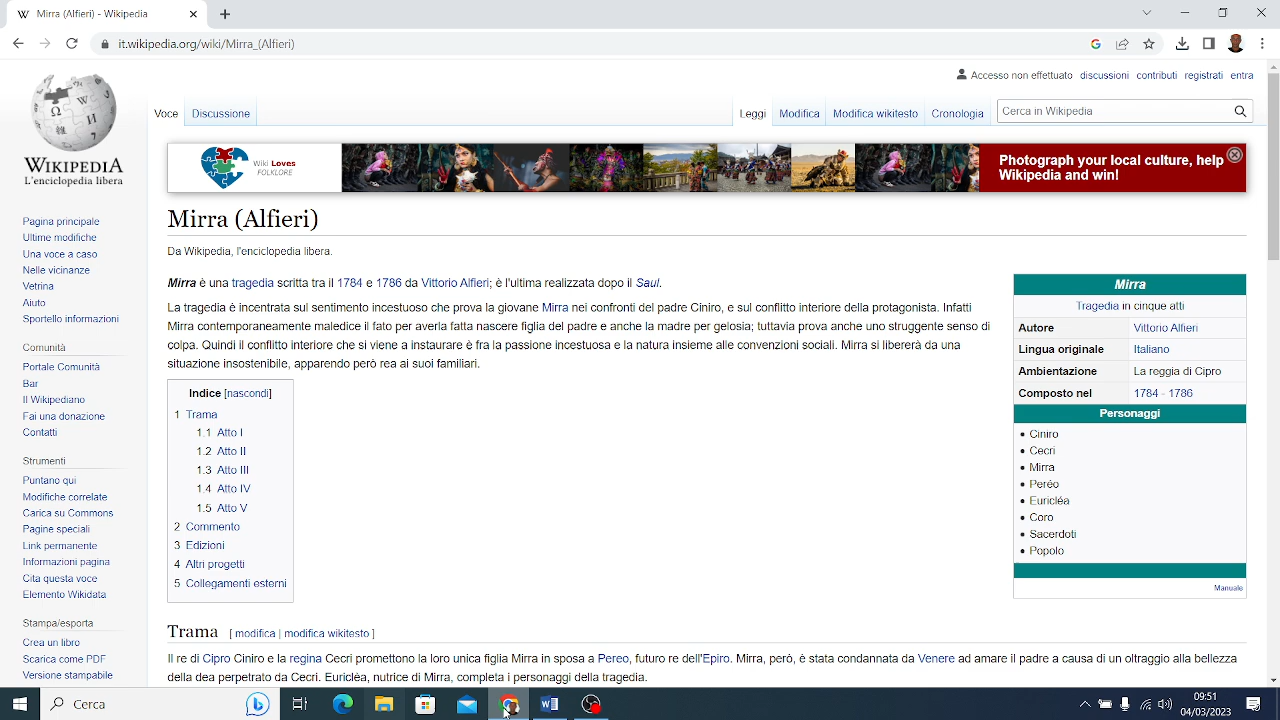 Mirra (Alfieri) - Wikipedia
it.wikipedia.org/wiki/Mirra_(Alfieri)
WIKIPEDIA
L'enciclopedia libera
Accesso non effettuato discussioni contributi registrati entra
Voce Discussione Leggi Modifica Modifica wikitesto Cronologia Cerca in Wikipedia
Wiki Loves
FOLKLORE
Photograph your local culture, help
Wikipedia and win!
Mirra (Alfieri)
Da Wikipedia, l'enciclopedia libera.
Mirra è una tragedia scritta tra il 1784 e 1786 da Vittorio Alfieri; è l'ultima realizzata dopo il Saul.
La tragedia è incentrata sul sentimento incestuoso che prova la giovane Mirra nei confronti del padre Ciniro, e sul conflitto interiore della protagonista. Infatti
Mirra contemporaneamente maledice il fato per averla fatta nascere figlia del padre e anche la madre per gelosia; tuttavia prova anche uno struggente senso di
colpa. Quindi il conflitto interiore che si viene a instaurare è fra la passione incestuosa e la natura insieme alle convenzioni sociali. Mirra si libererà da una
situazione insostenibile, apparendo però rea ai suoi familiari.
Indice [nascondi]
1 Trama
1.1 Atto I
1.2 Atto II
1.3 Atto III
1.4 Atto IV
1.5 Atto V
2 Commento
3 Edizioni
4 Altri progetti
5 Collegamenti esterni
Mirra
Tragedia in cinque atti
Autore Vittorio Alfieri
Lingua originale Italiano
Ambientazione La reggia di Cipro
Composto nel 1784 - 1786
Personaggi
Ciniro
Cecri
Mirra
Peréo
Euricléa
Coro
Sacerdoti
Popolo
Manuale
Trama [ modifica | modifica wikitesto ]
Il re di Cipro Ciniro e la regina Cecri promettono la loro unica figlia Mirra in sposa a Pereo, futuro re dell'Epiro. Mirra, però, è stata condannata da Venere ad amare il padre a causa di un oltraggio alla bellezza
della dea perpetrato da Cecri. Euricléa, nutrice di Mirra, completa i personaggi della tragedia.
Pagina principale
Ultime modifiche
Una voce a caso
Nelle vicinanze
Vetrina
Aiuto
Sportello informazioni
Comunità
Portale Comunità
Bar
Il Wikipediano
Fai una donazione
Contatti
Strumenti
Puntano qui
Modifiche correlate
Carica su Commons
Pagine speciali
Link permanente
Informazioni pagina
Cita questa voce
Elemento Wikidata
Stampa/esporta
Crea un libro
Scarica come PDF
Versione stampabile
Cerca
09:51
04/03/2023